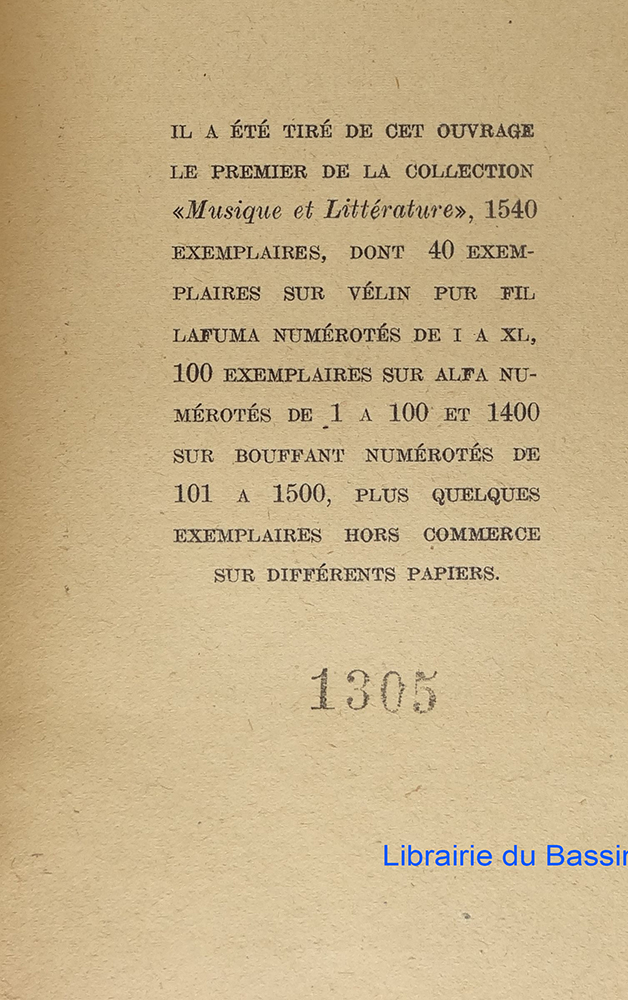 IL A ÉTÉ TIRÉ DE CET OUVRAGE
LE PREMIER DE LA COLLECTION
«Musique et Littérature», 1540
EXEMPLAIRES, DONT 40 EXEM-
PLAIRES SUR VÉLIN PUR FIL
LAFUMA NUMÉROTÉS DE I A XL,
100 EXEMPLAIRES SUR ALFA NU-
MÉROTÉS DE 1 A 100 ET 1400
SUR BOUFFANT NUMÉROTÉS DE
101 A 1500, PLUS QUELQUES
EXEMPLAIRES HORS COMMERCE
SUR DIFFÉRENTS PAPIERS.
1305
Librairie du Bassin